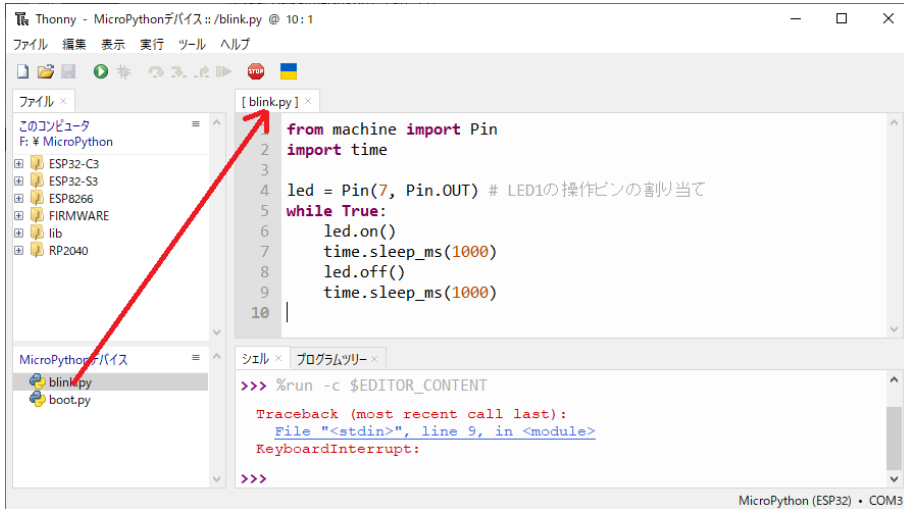 Thonny - MicroPythonデバイス :: /blink.py @ 10 : 1
ファイル 編集 表示 実行 ツール ヘルプ
STOP
ファイル ×
このコンピュータ
F: ¥ MicroPython
ESP32-C3
ESP32-S3
ESP8266
FIRMWARE
lib
RP2040
MicroPythonデバイス
blink.py
boot.py
[ blink.py ] ×
1 from machine import Pin
2 import time
3
4 led = Pin(7, Pin.OUT) # LED1の操作ピンの割り当て
5 while True:
6 led.on()
7 time.sleep_ms(1000)
8 led.off()
9 time.sleep_ms(1000)
10
シェル × プログラムツリー ×
>>> %run -c $EDITOR_CONTENT
Traceback (most recent call last):
File "<stdin>", line 9, in <module>
KeyboardInterrupt:
>>>
MicroPython (ESP32) • COM3